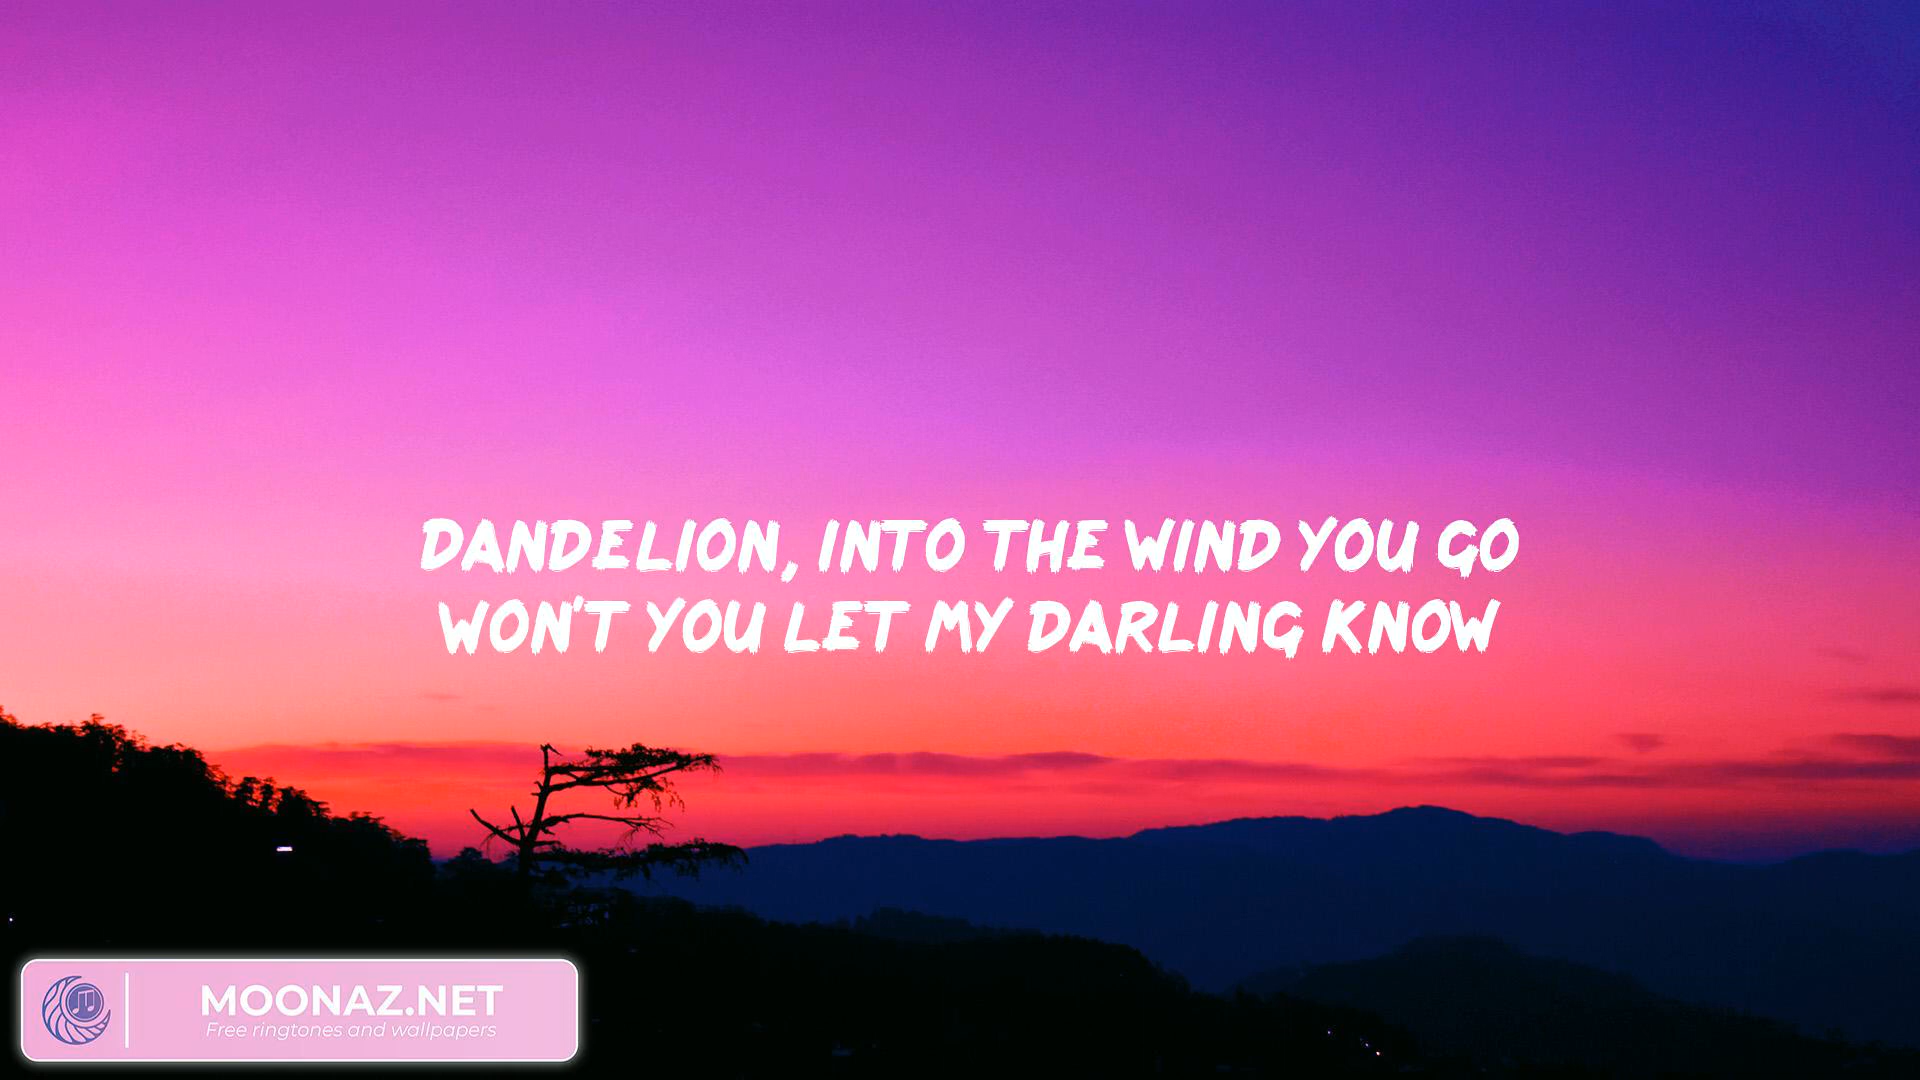 DANDELION, INTO THE WIND YOU GO
WON'T YOU LET MY DARLING KNOW
MOONAZ.NET
Free ringtones and wallpapers